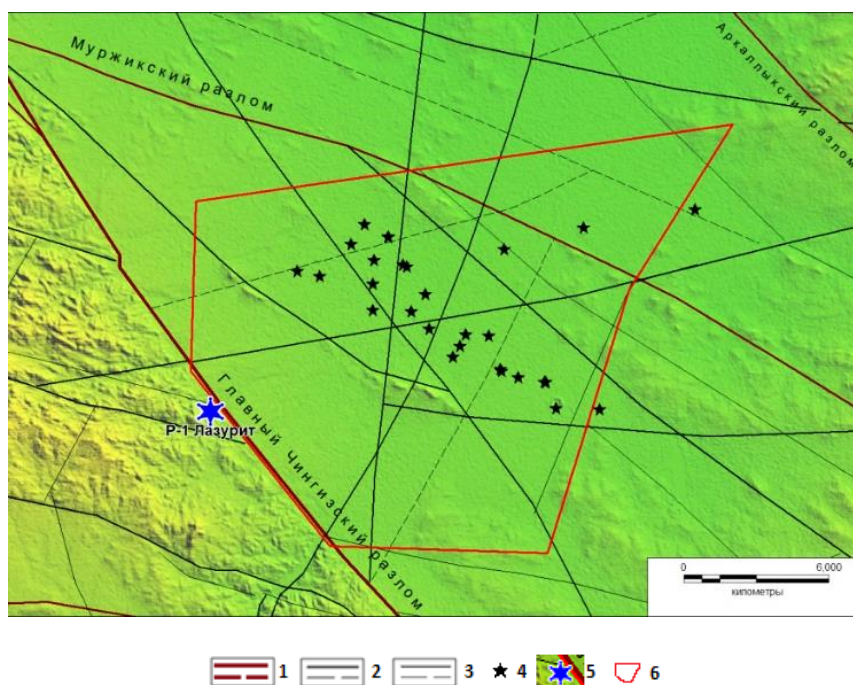 Муржикский разлом
Аркалыкский разлом
Р-1 Лазурит
Главный Чингизский разлом
0 6,000
километры
1 2 3 4 5 6